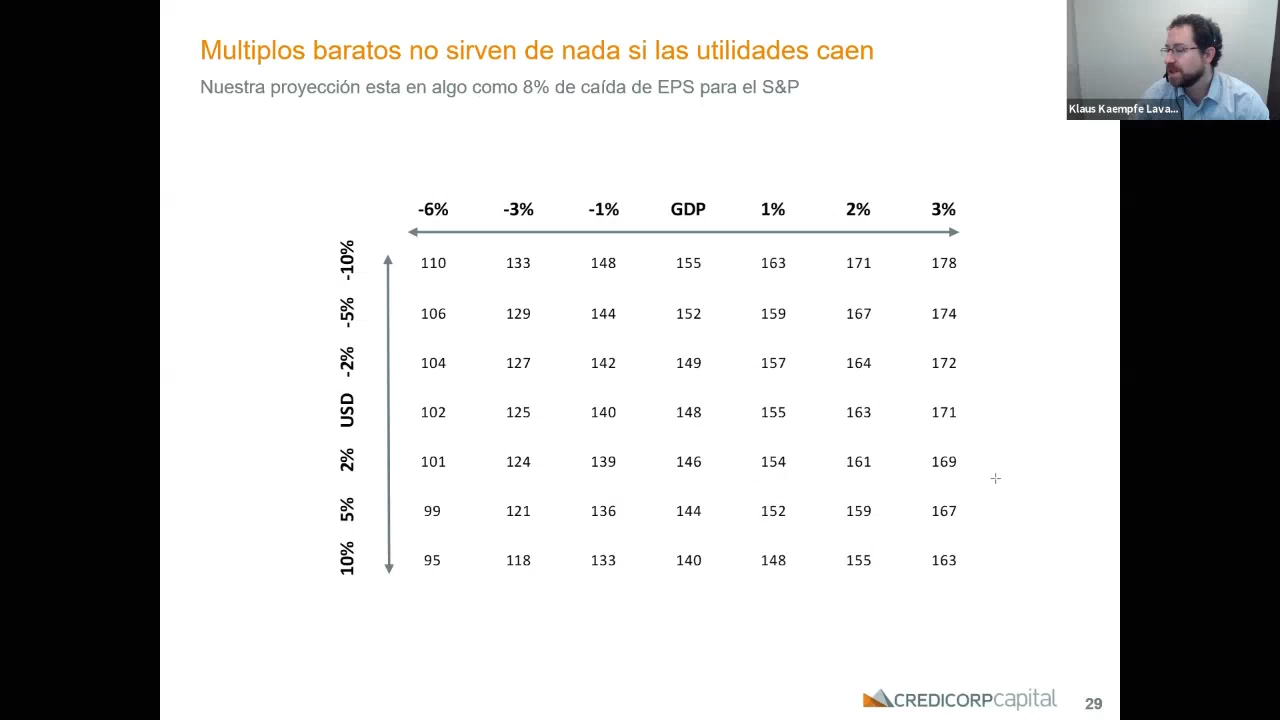 Multiplos baratos no sirven de nada si las utilidades caen
Nuestra proyección esta en algo como 8% de caída de EPS para el S&P
Klaus Kaempfe Lava...
-6% -3% -1% GDP 1% 2% 3%
-10% 110 133 148 155 163 171 178
-5% 106 129 144 152 159 167 174
-2% 104 127 142 149 157 164 172
USD 102 125 140 148 155 163 171
2% 101 124 139 146 154 161 169
5% 99 121 136 144 152 159 167
10% 95 118 133 140 148 155 163
CREDICORPcapital
29